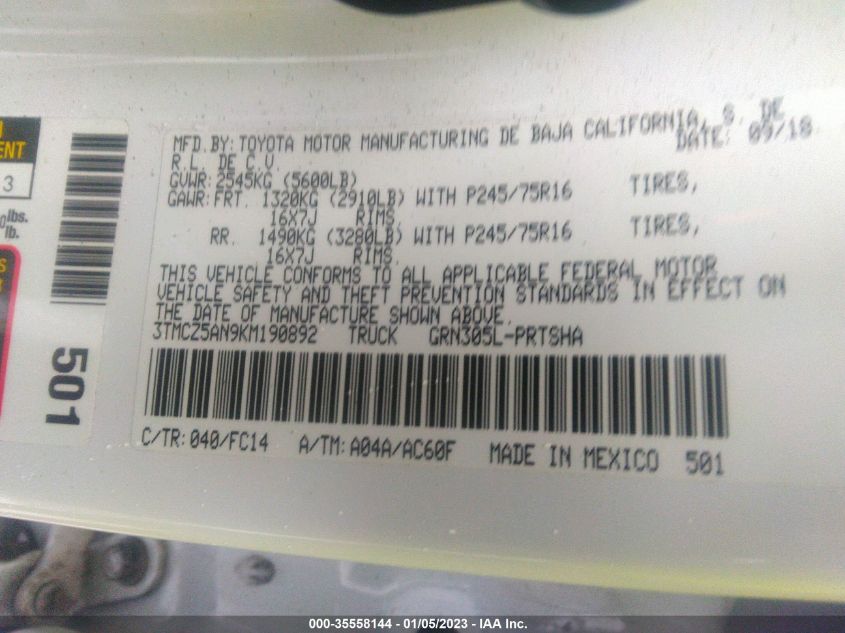 MFD. BY: TOYOTA MOTOR MANUFACTURING DE BAJA CALIFORNIA, S. DE
R.L. DE C.V. DATE: 09/18
GVWR: 2545KG (5600LB)
GAWR: FRT. 1320KG (2910LB) WITH P245/75R16 TIRES,
16X7J RIMS,
RR. 1490KG (3280LB) WITH P245/75R16 TIRES,
16X7J RIMS.
THIS VEHICLE CONFORMS TO ALL APPLICABLE FEDERAL MOTOR
VEHICLE SAFETY AND THEFT PREVENTION STANDARDS IN EFFECT ON
THE DATE OF MANUFACTURE SHOWN ABOVE.
3TMCZ5AN9KM190892 TRUCK GRN305L-PRTSHA
C/TR: 040/FC14 A/TM: A04A/AC60F MADE IN MEXICO 501
501
3
lbs.
lb.
000-35558144 - 01/05/2023 - IAA Inc.